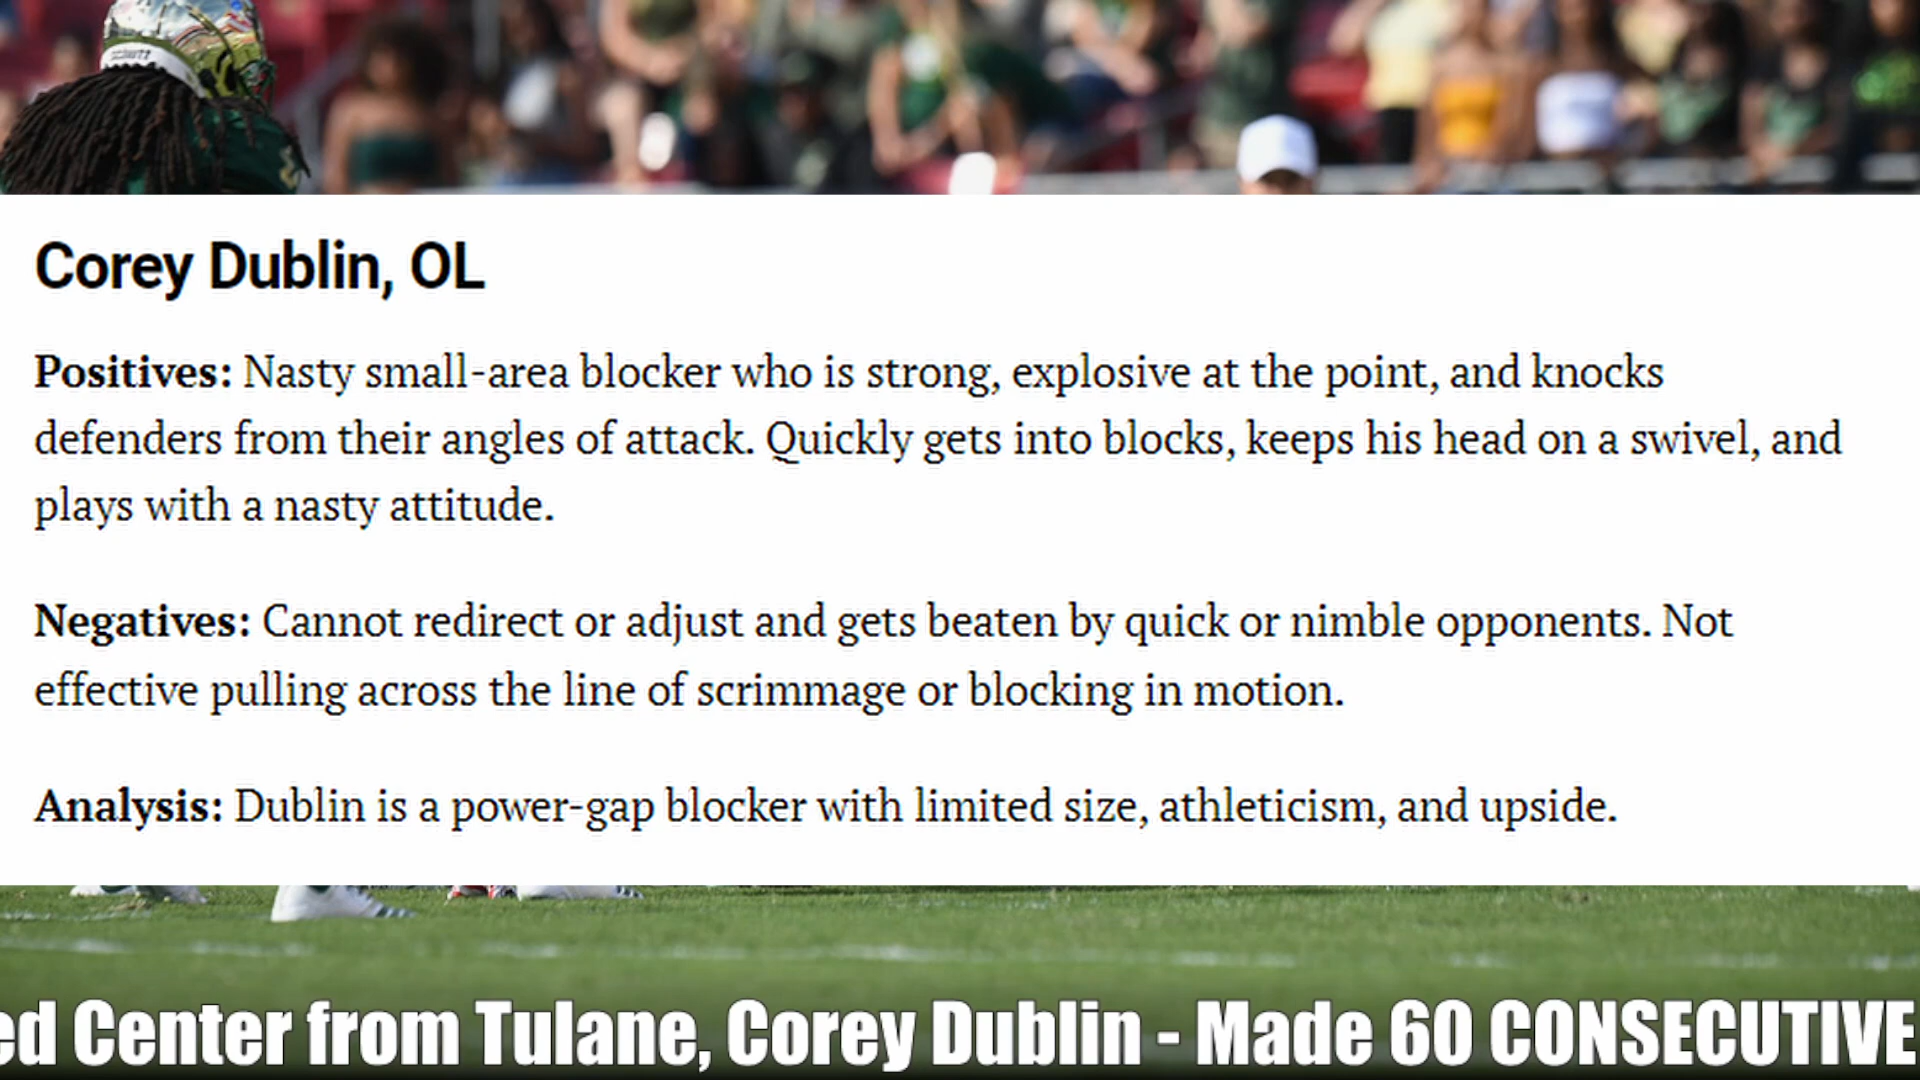 SCHUTT
Corey Dublin, OL
Positives: Nasty small-area blocker who is strong, explosive at the point, and knocks
defenders from their angles of attack. Quickly gets into blocks, keeps his head on a swivel, and
plays with a nasty attitude.
Negatives: Cannot redirect or adjust and gets beaten by quick or nimble opponents. Not
effective pulling across the line of scrimmage or blocking in motion.
Analysis: Dublin is a power-gap blocker with limited size, athleticism, and upside.
ed Center from Tulane, Corey Dublin - Made 60 CONSECUTIVE